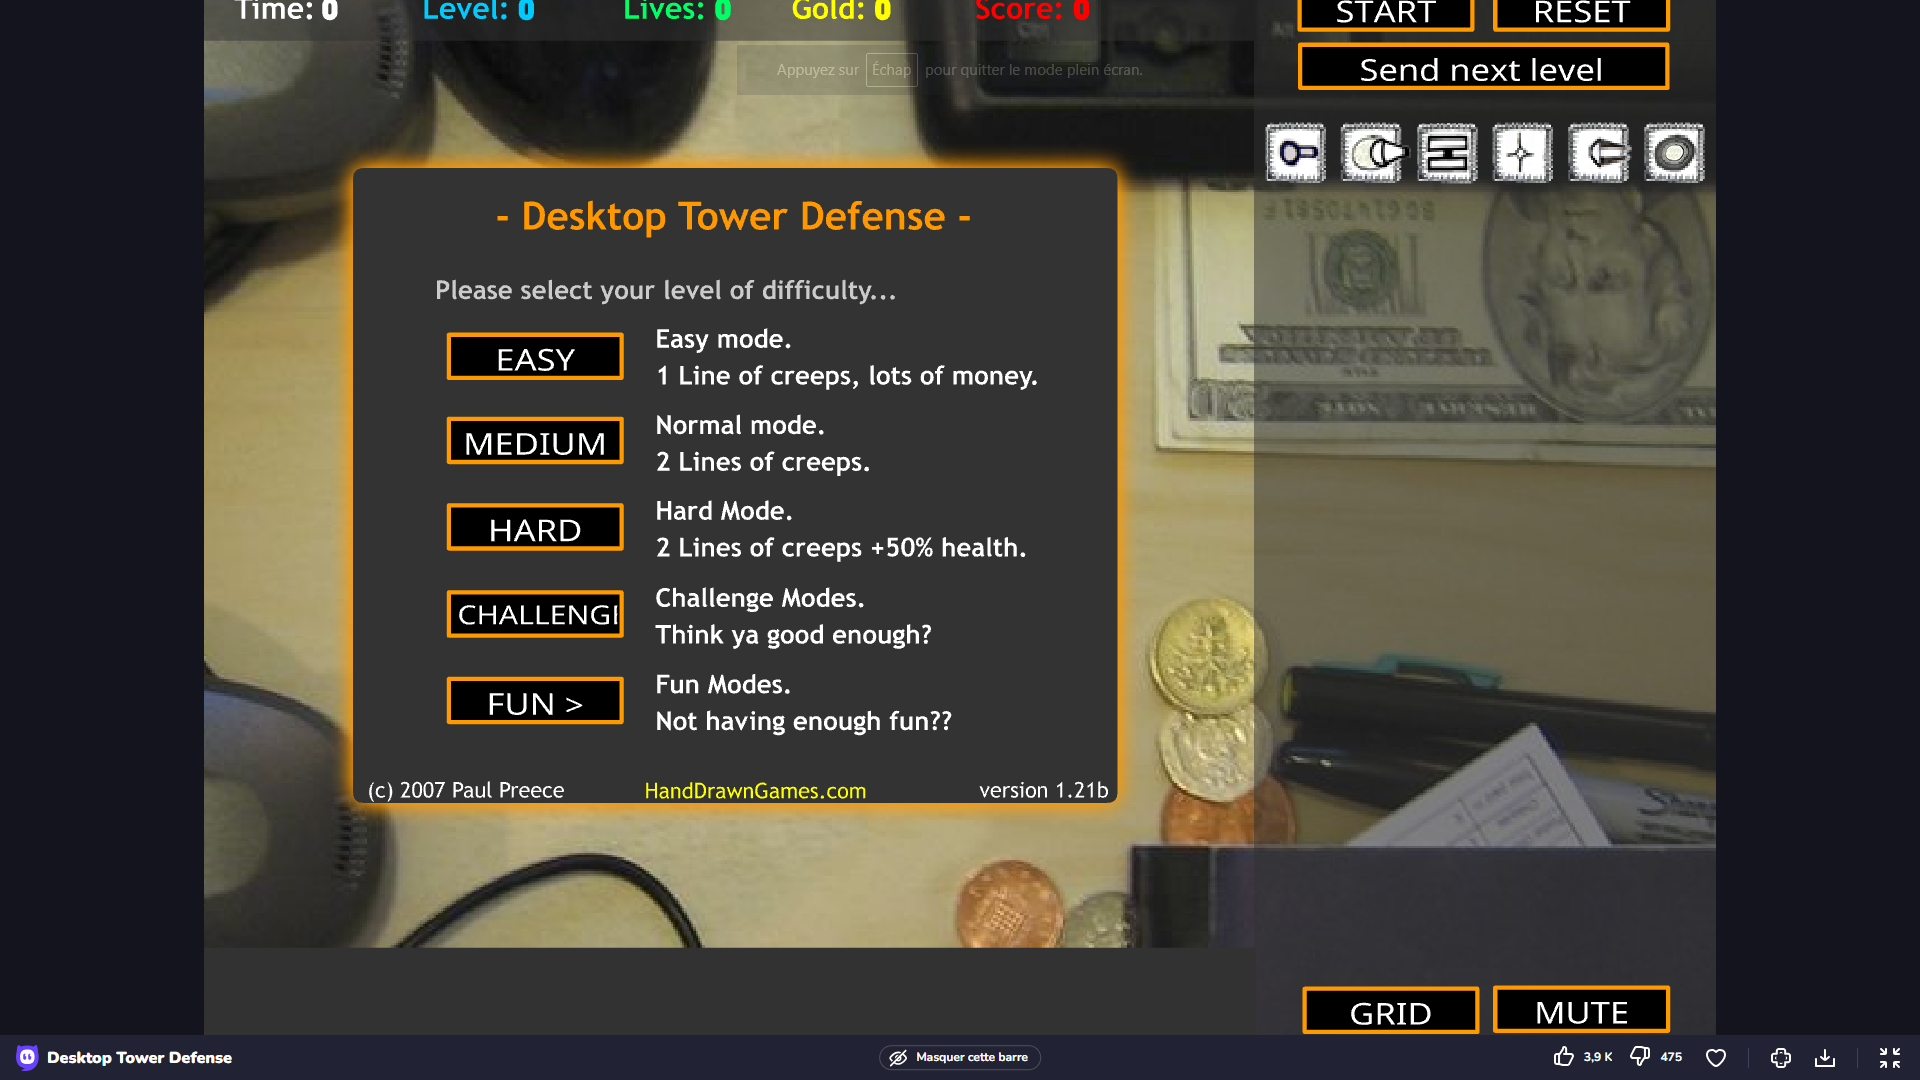 Time: 0 Level: 0 Lives: 0 Gold: 0 Score: 0
START RESET
Appuyez sur Échap pour quitter le mode plein écran.
Send next level
- Desktop Tower Defense -
Please select your level of difficulty...
EASY
Easy mode.
1 Line of creeps, lots of money.
MEDIUM
Normal mode.
2 Lines of creeps.
HARD
Hard Mode.
2 Lines of creeps +50% health.
CHALLENGE
Challenge Modes.
Think ya good enough?
FUN >
Fun Modes.
Not having enough fun??
(c) 2007 Paul Preece HandDrawnGames.com version 1.21b
GRID MUTE
Desktop Tower Defense
Masquer cette barre
3,9 K 475